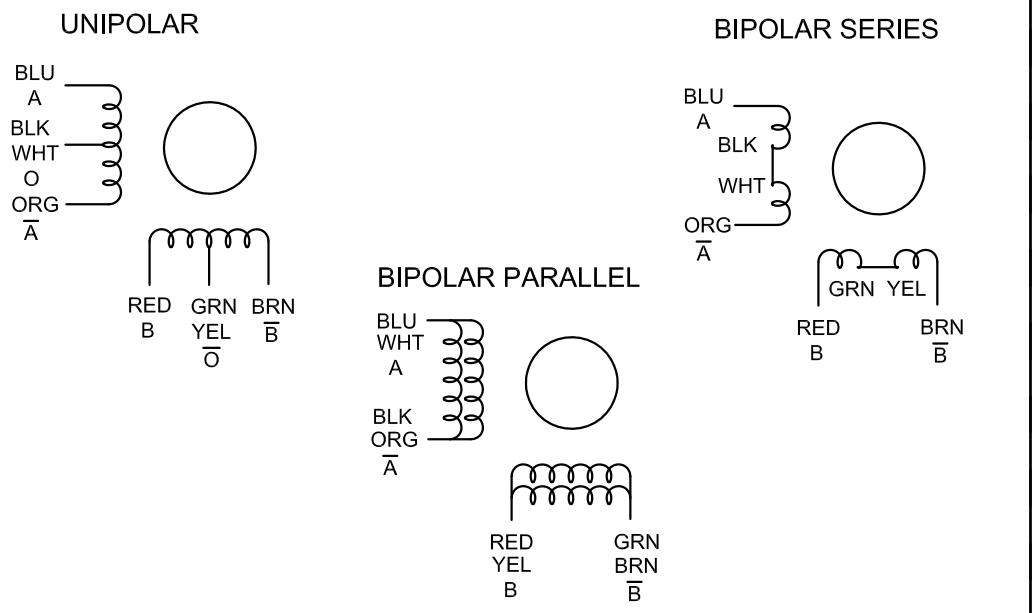 UNIPOLAR
BLU
A
BLK
WHT
O
ORG
A̅
RED
B
GRN
YEL
O̅
BRN
B̅
BIPOLAR PARALLEL
BLU
WHT
A
BLK
ORG
A̅
RED
YEL
B
GRN
BRN
B̅
BIPOLAR SERIES
BLU
A
BLK
WHT
ORG
A̅
GRN YEL
RED
B
BRN
B̅